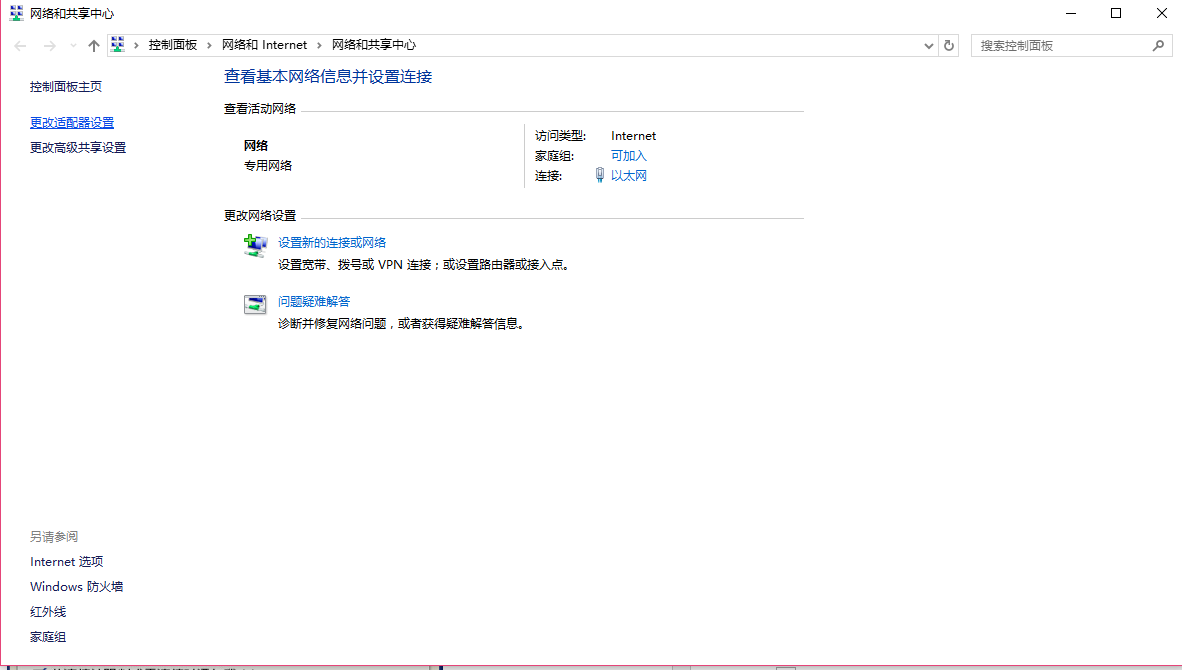 网络和共享中心
控制面板 网络和 Internet 网络和共享中心
搜索控制面板
控制面板主页
更改适配器设置
更改高级共享设置
查看基本网络信息并设置连接
查看活动网络
网络
专用网络
访问类型: Internet
家庭组: 可加入
连接: 以太网
更改网络设置
设置新的连接或网络
设置宽带、拨号或 VPN 连接；或设置路由器或接入点。
问题疑难解答
诊断并修复网络问题，或者获得疑难解答信息。
另请参阅
Internet 选项
Windows 防火墙
红外线
家庭组